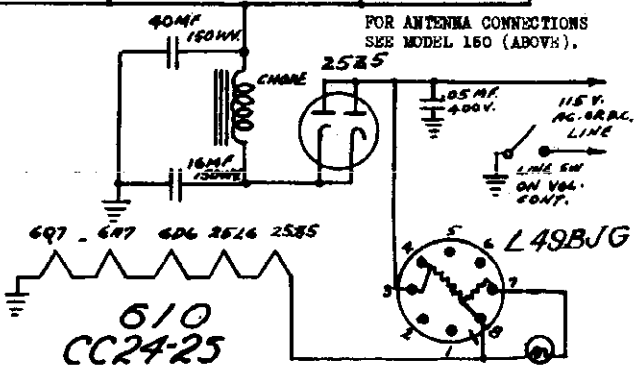 FOR ANTENNA CONNECTIONS
SEE MODEL 150 (ABOVE).
40MF
150WV.
CHOKE
25Z5
.05 MF.
400V.
115 V.
AC. OR D.C.
LINE
LINE SW
ON VOL.
CONT.
16MF
150WV
6Q7 - 6A7 6D6 25L6 25Z5
L49BJG
4 5 6
3 7
2 1 8
610
CC24-25